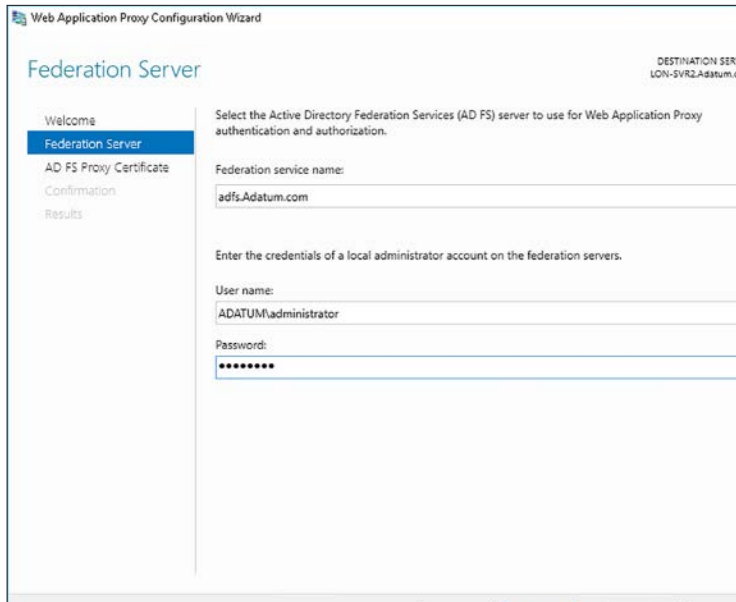 Web Application Proxy Configuration Wizard
Federation Server
DESTINATION SER
LON-SVR2.Adatum.c
Welcome
Federation Server
AD FS Proxy Certificate
Confirmation
Results
Select the Active Directory Federation Services (AD FS) server to use for Web Application Proxy
authentication and authorization.
Federation service name:
adfs.Adatum.com
Enter the credentials of a local administrator account on the federation servers.
User name:
ADATUM\administrator
Password:
••••••••